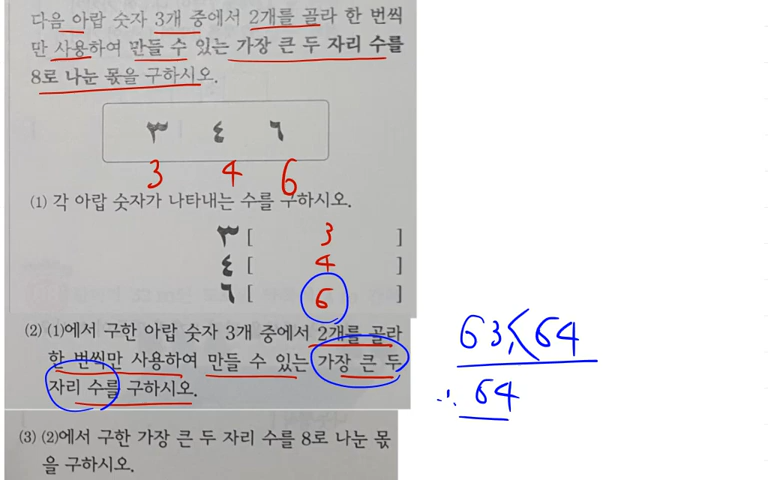 다음 아랍 숫자 3개 중에서 2개를 골라 한 번씩
만 사용하여 만들 수 있는 가장 큰 두 자리 수를
8로 나눈 몫을 구하시오.
٣ ٤ ٦
3 4 6
(1) 각 아랍 숫자가 나타내는 수를 구하시오.
٣ [ 3 ]
٤ [ 4 ]
٦ [ 6 ]
(2) (1)에서 구한 아랍 숫자 3개 중에서 2개를 골라
한 번씩만 사용하여 만들 수 있는 가장 큰 두
자리 수를 구하시오.
63 < 64
∴ 64
(3) (2)에서 구한 가장 큰 두 자리 수를 8로 나눈 몫
을 구하시오.